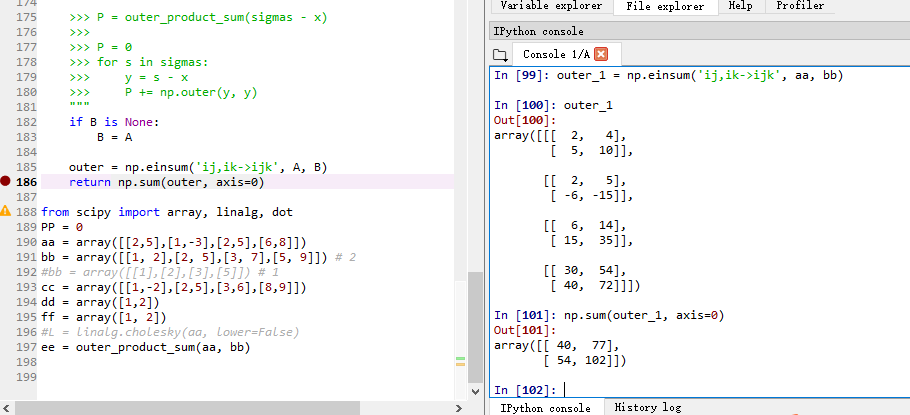 174
175 >>> P = outer_product_sum(sigmas - x)
176 >>>
177 >>> P = 0
178 >>> for s in sigmas:
179 >>>     y = s - x
180 >>>     P += np.outer(y, y)
181 """
182 if B is None:
183     B = A
184
185 outer = np.einsum('ij,ik->ijk', A, B)
186 return np.sum(outer, axis=0)
187
188 from scipy import array, linalg, dot
189 PP = 0
190 aa = array([[2,5],[1,-3],[2,5],[6,8]])
191 bb = array([[1, 2],[2, 5],[3, 7],[5, 9]]) # 2
192 #bb = array([[1],[2],[3],[5]]) # 1
193 cc = array([[1,-2],[2,5],[3,6],[8,9]])
194 dd = array([1,2])
195 ff = array([1, 2])
196 #L = linalg.cholesky(aa, lower=False)
197 ee = outer_product_sum(aa, bb)
198
199
Variable explorer File explorer Help Profiler
IPython console
Console 1/A
In [99]: outer_1 = np.einsum('ij,ik->ijk', aa, bb)
In [100]: outer_1
Out[100]:
array([[[  2,   4],
[  5,  10]],
[[  2,   5],
[ -6, -15]],
[[  6,  14],
[ 15,  35]],
[[ 30,  54],
[ 40,  72]]])
In [101]: np.sum(outer_1, axis=0)
Out[101]:
array([[ 40,  77],
[ 54, 102]])
In [102]:
IPython console History log